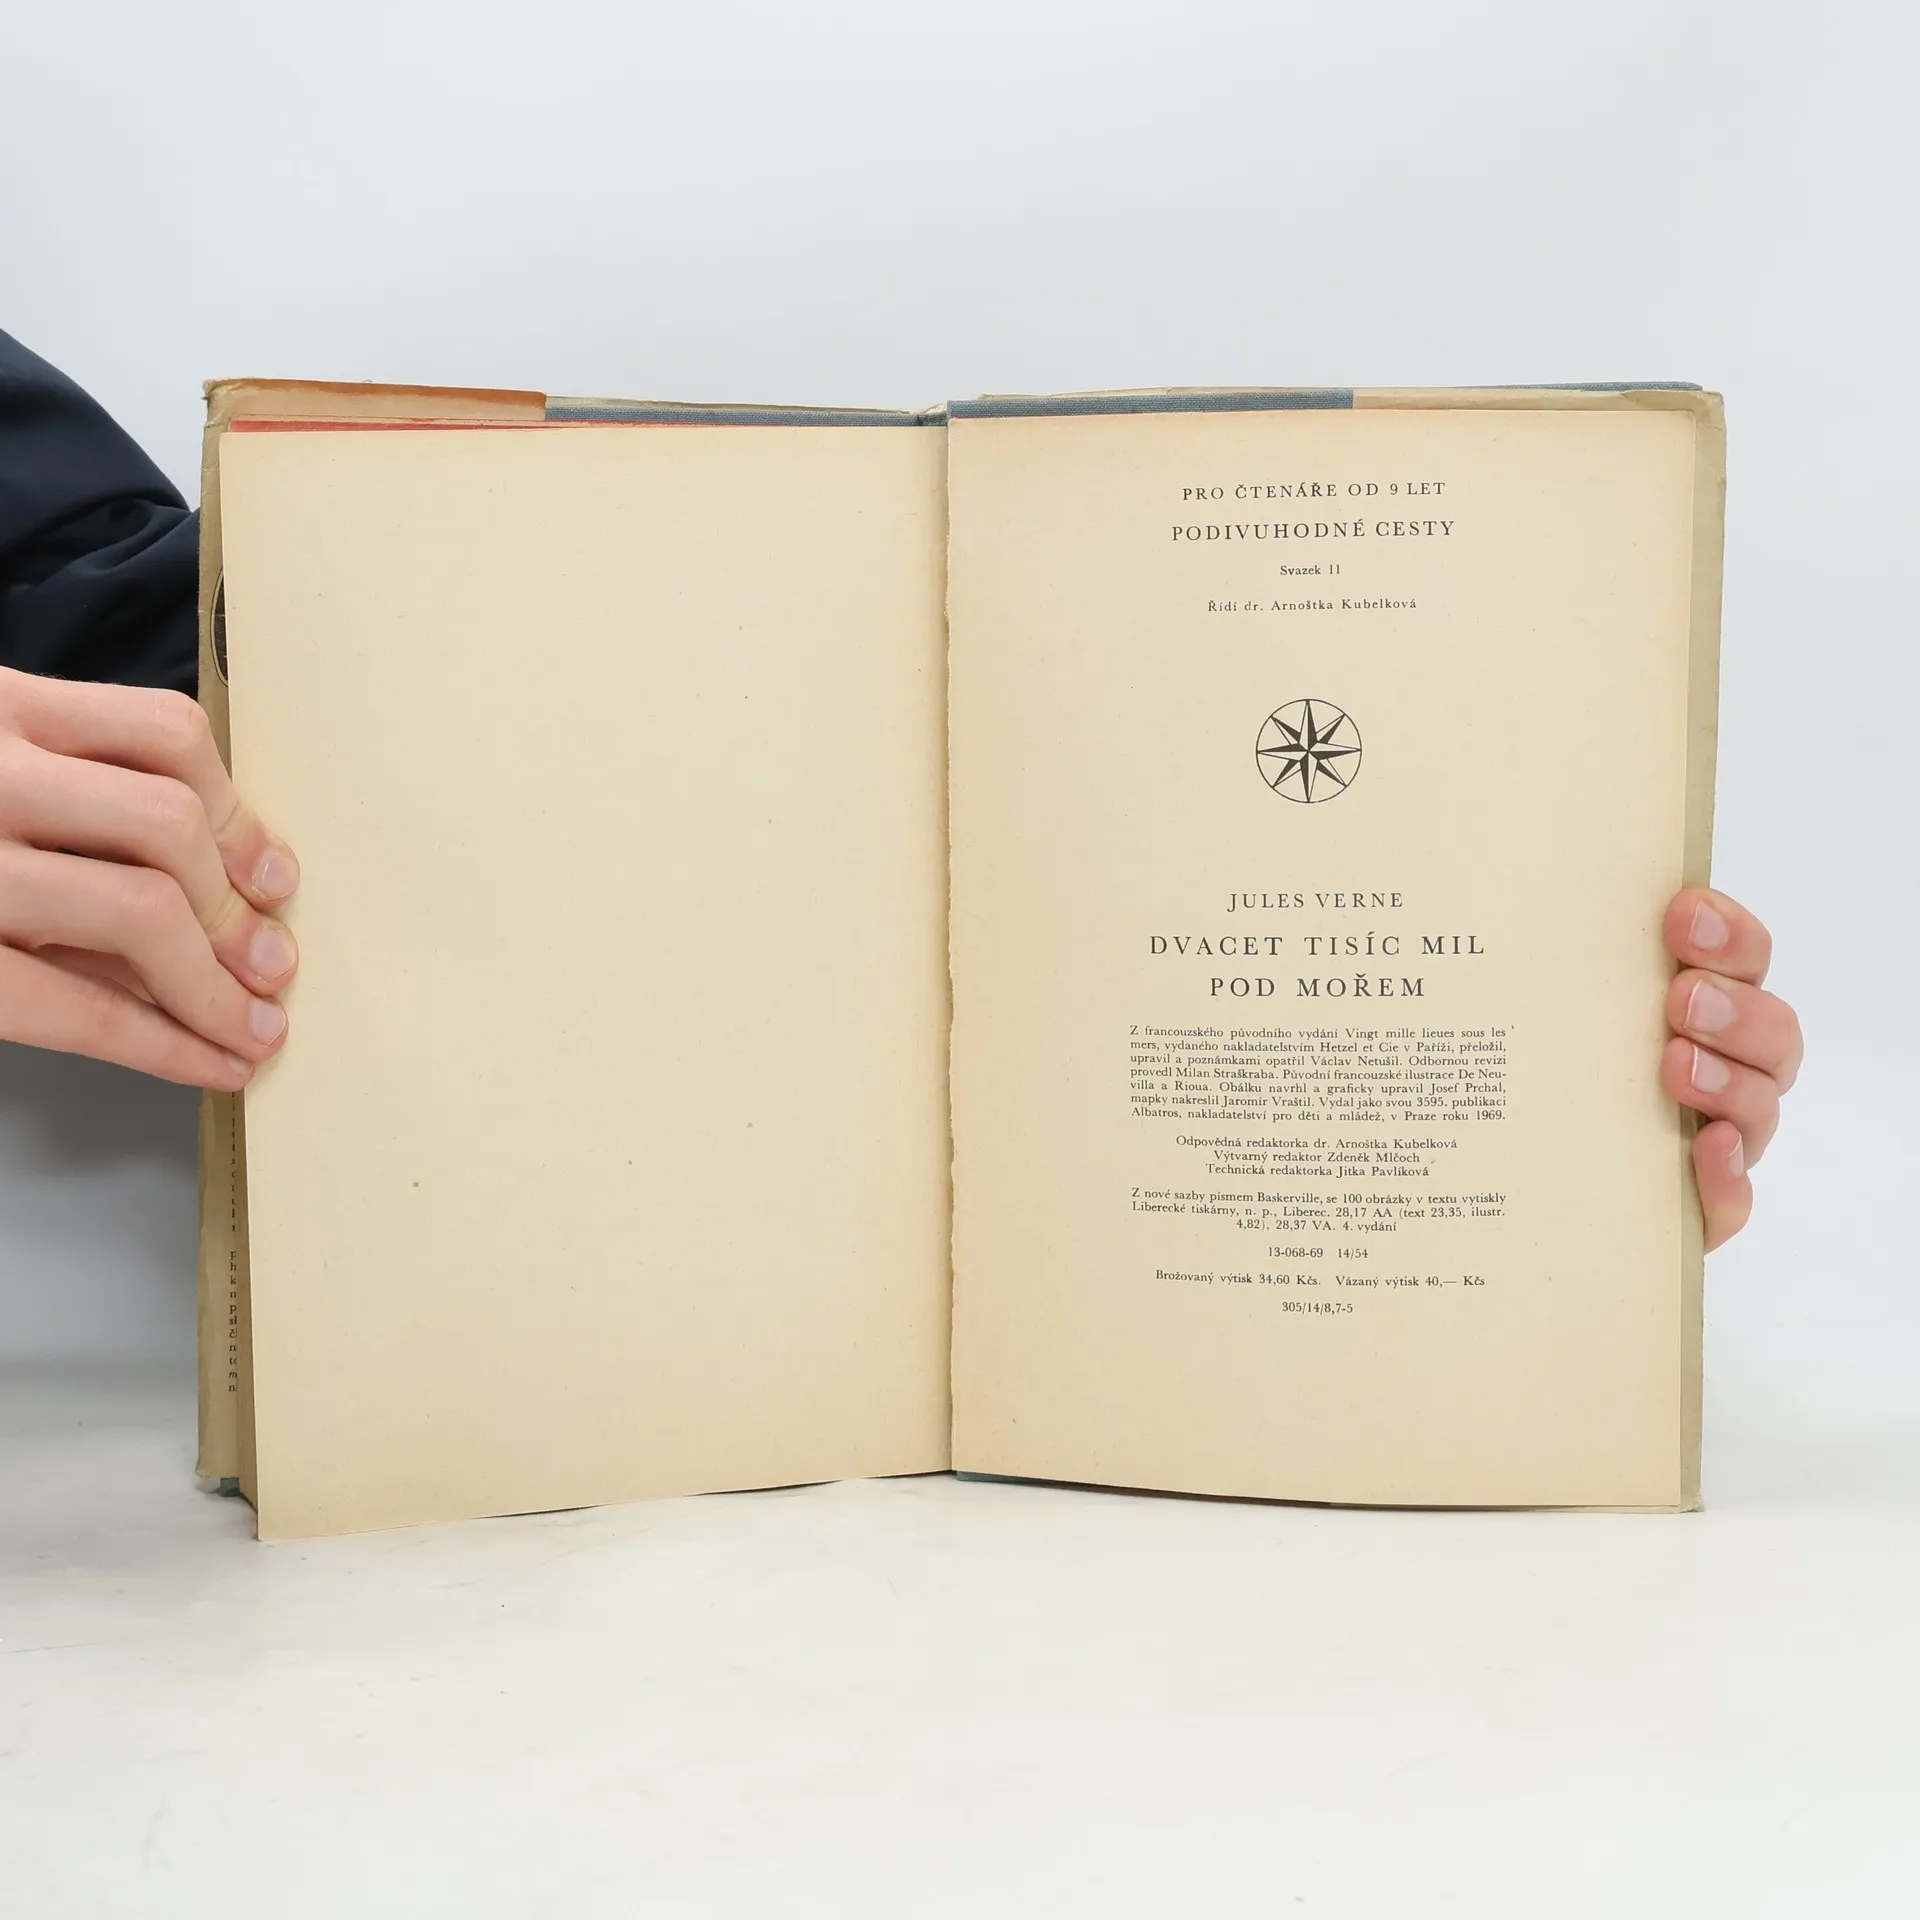 PRO ČTENÁŘE OD 9 LET
PODIVUHODNÉ CESTY
Svazek 11
Řídí dr. Arnoštka Kubelková
JULES VERNE
DVACET TISÍC MIL
POD MOŘEM
Z francouzského původního vydání Vingt mille lieues sous les
mers, vydaného nakladatelstvím Hetzel et Cie v Paříži, přeložil,
upravil a poznámkami opatřil Václav Netušil. Odbornou revizi
provedl Milan Straškraba. Původní francouzské ilustrace De Neu-
villa a Rioua. Obálku navrhl a graficky upravil Josef Prchal,
mapky nakreslil Jaromír Vraštil. Vydal jako svou 3595. publikaci
Albatros, nakladatelství pro děti a mládež, v Praze roku 1969.
Odpovědná redaktorka dr. Arnoštka Kubelková
Výtvarný redaktor Zdeněk Mlčoch
Technická redaktorka Jitka Pavlíková
Z nové sazby písmem Baskerville, se 100 obrázky v textu vytiskly
Liberecké tiskárny, n. p., Liberec. 28,17 AA (text 23,35, ilustr.
4,82), 28,37 VA. 4. vydání
13-068-69 14/54
Brožovaný výtisk 34,60 Kčs. Vázaný výtisk 40,— Kčs
305/14/8,7-5